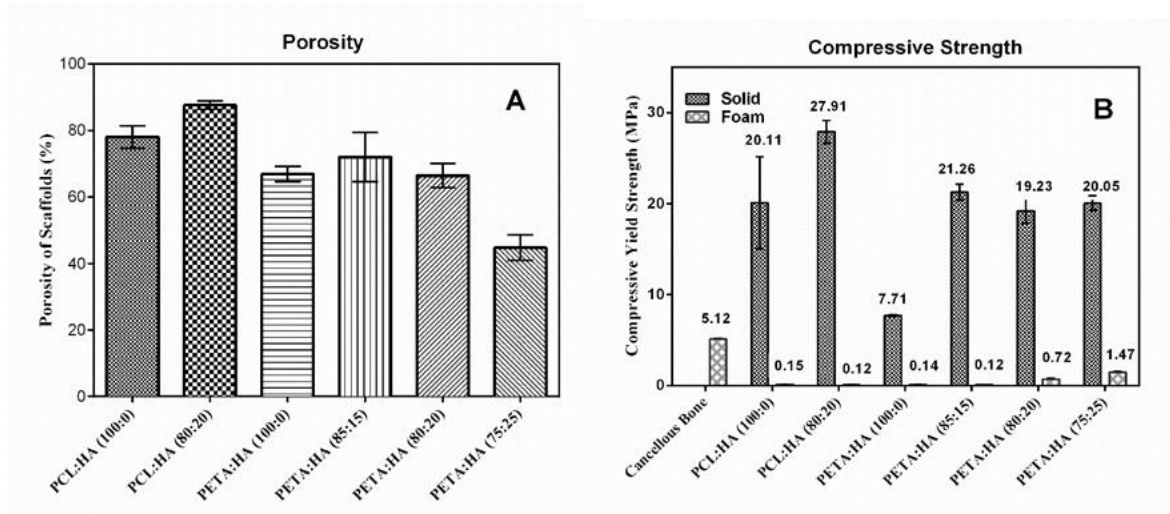 Porosity
A
Porosity of Scaffolds (%)
100
80
60
40
20
0
PCL:HA (100:0)
PCL:HA (80:20)
PETA:HA (100:0)
PETA:HA (85:15)
PETA:HA (80:20)
PETA:HA (75:25)
Compressive Strength
B
Solid
Foam
Compressive Yield Strength (MPa)
30
20
10
0
5.12
20.11
0.15
27.91
0.12
7.71
0.14
21.26
0.12
19.23
0.72
20.05
1.47
Cancellous Bone
PCL:HA (100:0)
PCL:HA (80:20)
PETA:HA (100:0)
PETA:HA (85:15)
PETA:HA (80:20)
PETA:HA (75:25)